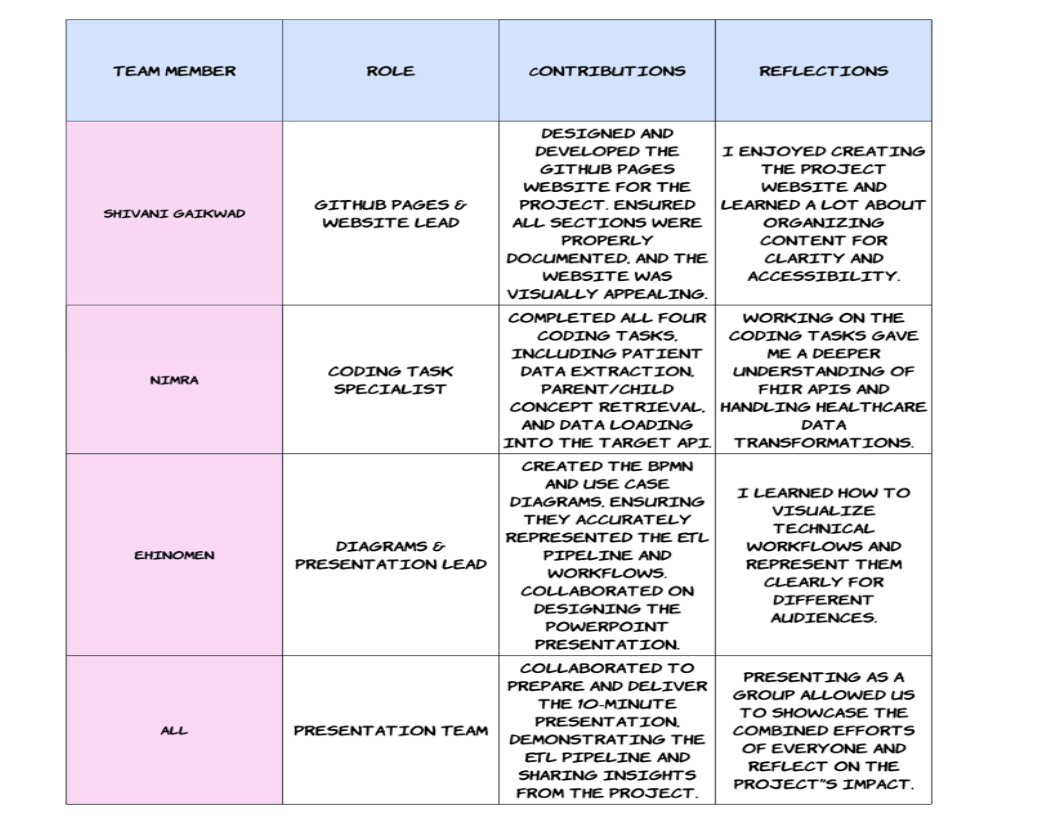 TEAM MEMBER
ROLE
CONTRIBUTIONS
REFLECTIONS
SHIVANI GAIKWAD
GITHUB PAGES &
WEBSITE LEAD
DESIGNED AND
DEVELOPED THE
GITHUB PAGES
WEBSITE FOR THE
PROJECT. ENSURED
ALL SECTIONS WERE
PROPERLY
DOCUMENTED, AND THE
WEBSITE WAS
VISUALLY APPEALING.
I ENJOYED CREATING
THE PROJECT
WEBSITE AND
LEARNED A LOT ABOUT
ORGANIZING
CONTENT FOR
CLARITY AND
ACCESSIBILITY.
NIMRA
CODING TASK
SPECIALIST
COMPLETED ALL FOUR
CODING TASKS,
INCLUDING PATIENT
DATA EXTRACTION,
PARENT/CHILD
CONCEPT RETRIEVAL,
AND DATA LOADING
INTO THE TARGET API.
WORKING ON THE
CODING TASKS GAVE
ME A DEEPER
UNDERSTANDING OF
FHIR APIS AND
HANDLING HEALTHCARE
DATA
TRANSFORMATIONS.
EHINOMEN
DIAGRAMS &
PRESENTATION LEAD
CREATED THE BPMN
AND USE CASE
DIAGRAMS, ENSURING
THEY ACCURATELY
REPRESENTED THE ETL
PIPELINE AND
WORKFLOWS.
COLLABORATED ON
DESIGNING THE
POWERPOINT
PRESENTATION.
I LEARNED HOW TO
VISUALIZE
TECHNICAL
WORKFLOWS AND
REPRESENT THEM
CLEARLY FOR
DIFFERENT
AUDIENCES.
ALL
PRESENTATION TEAM
COLLABORATED TO
PREPARE AND DELIVER
THE 10-MINUTE
PRESENTATION,
DEMONSTRATING THE
ETL PIPELINE AND
SHARING INSIGHTS
FROM THE PROJECT.
PRESENTING AS A
GROUP ALLOWED US
TO SHOWCASE THE
COMBINED EFFORTS
OF EVERYONE AND
REFLECT ON THE
PROJECT"S IMPACT.